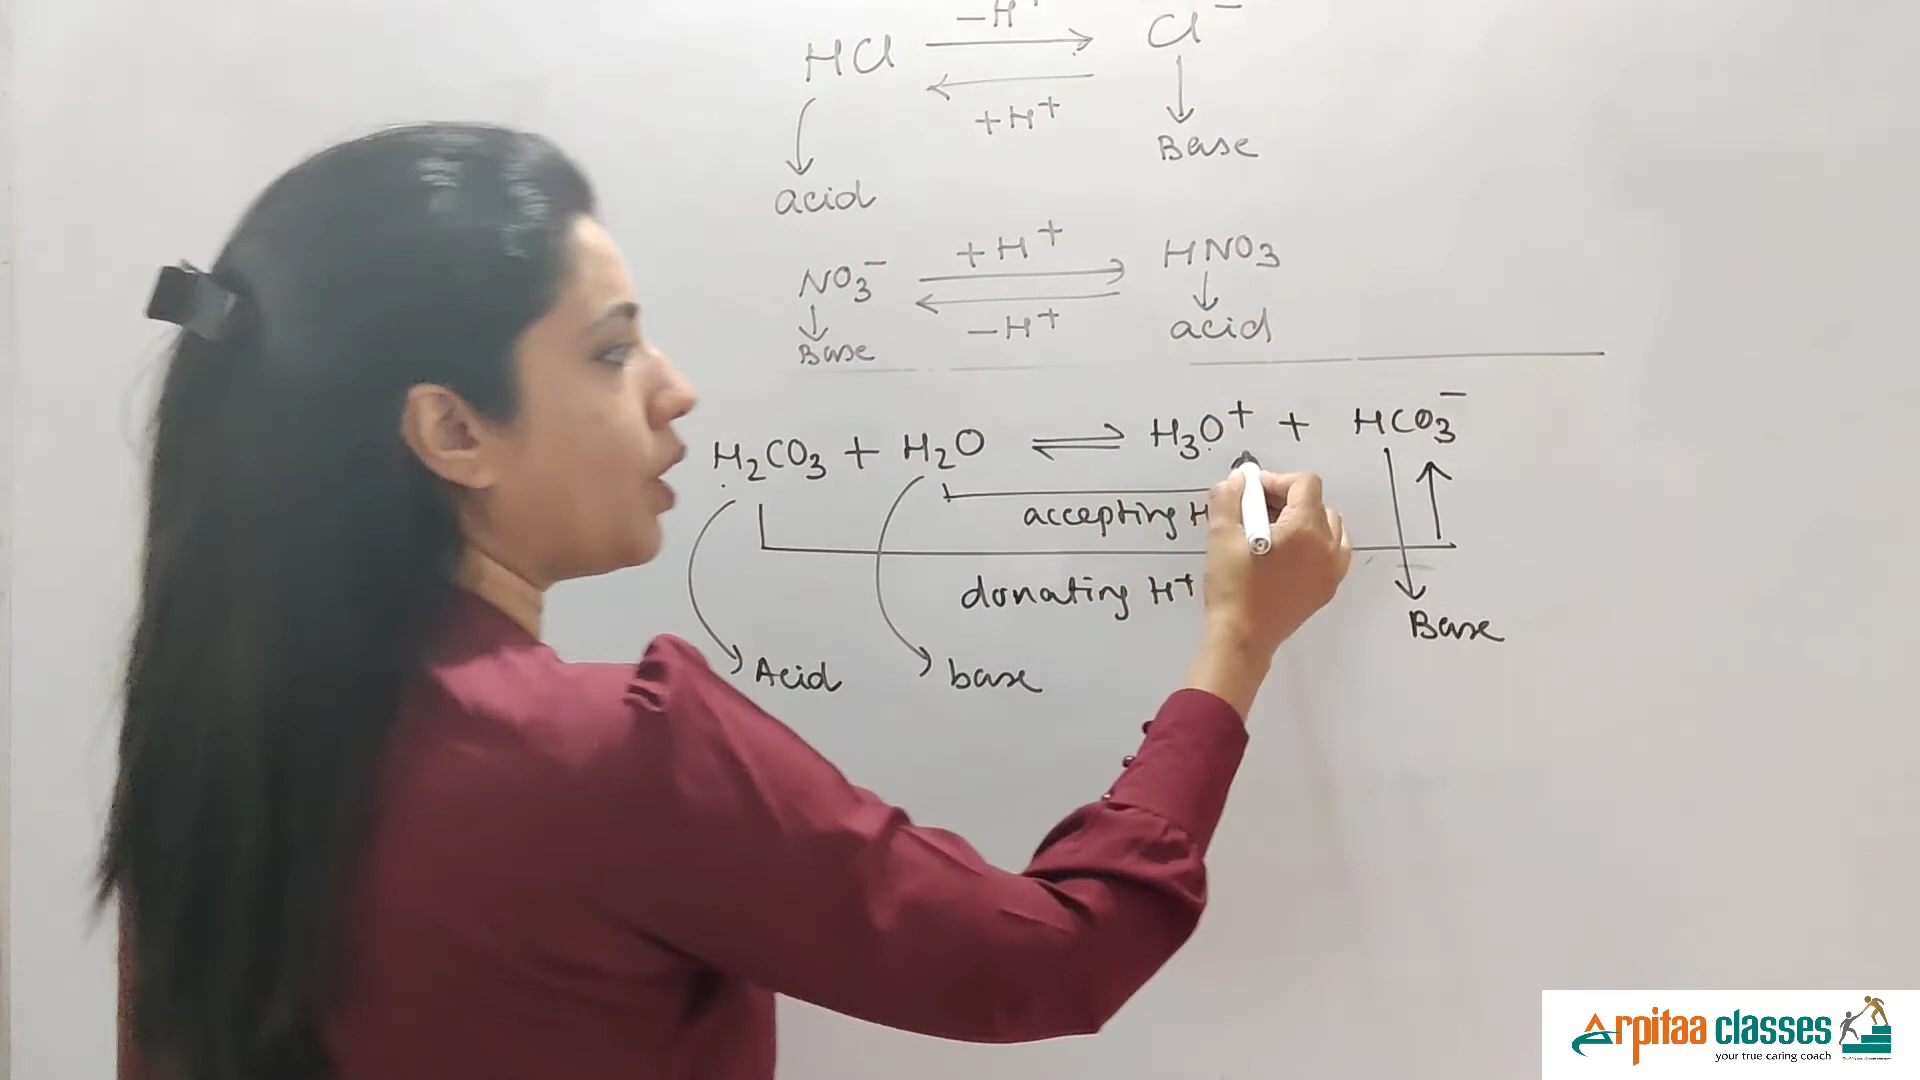 −H⁺
HCl Cl⁻
+H⁺
acid Base
+H⁺
NO₃⁻ HNO₃
−H⁺
Base acid
H₂CO₃ + H₂O ⇌ H₃O⁺ + HCO₃⁻
accepting H
donating H⁺
Base
Acid base
Arpitaa classes
your true caring coach